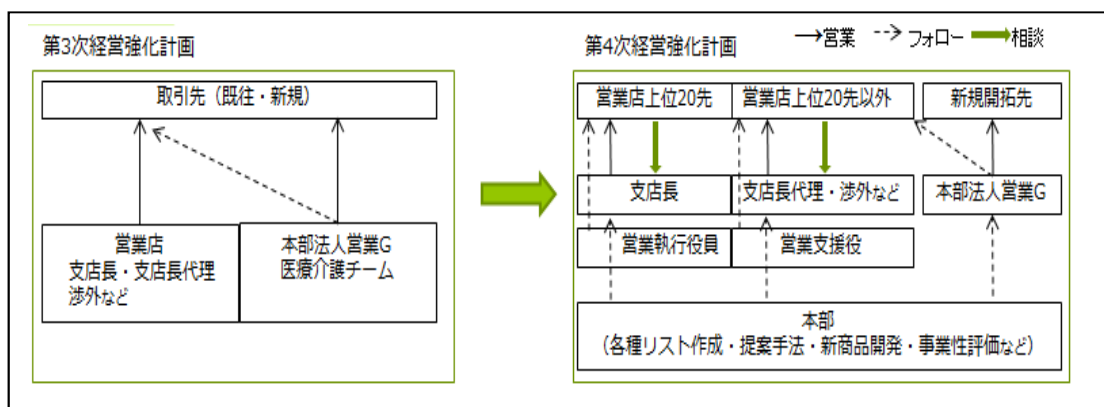 第3次経営強化計画
取引先（既往・新規）
営業店
支店長・支店長代理
渉外など
本部法人営業G
医療介護チーム
第4次経営強化計画
営業 フォロー 相談
営業店上位20先
営業店上位20先以外
新規開拓先
支店長
支店長代理・渉外など
本部法人営業G
営業執行役員
営業支援役
本部
（各種リスト作成・提案手法・新商品開発・事業性評価など）